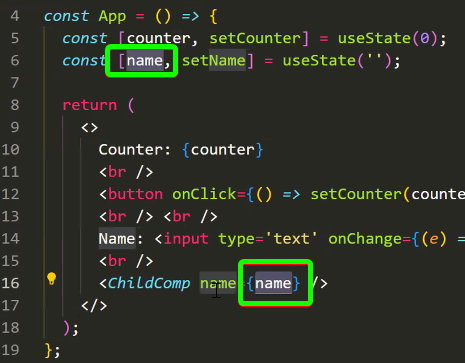 4 const App = () => {
5 const [counter, setCounter] = useState(0);
6 const [name, setName] = useState('');
7
8 return (
9 <>
10 Counter: {counter}
11 <br />
12 <button onClick={() => setCounter(counte
13 <br /> <br />
14 Name: <input type='text' onChange={(e) =
15 <br />
16 <ChildComp name={name} />
17 </>
18 );
19 };